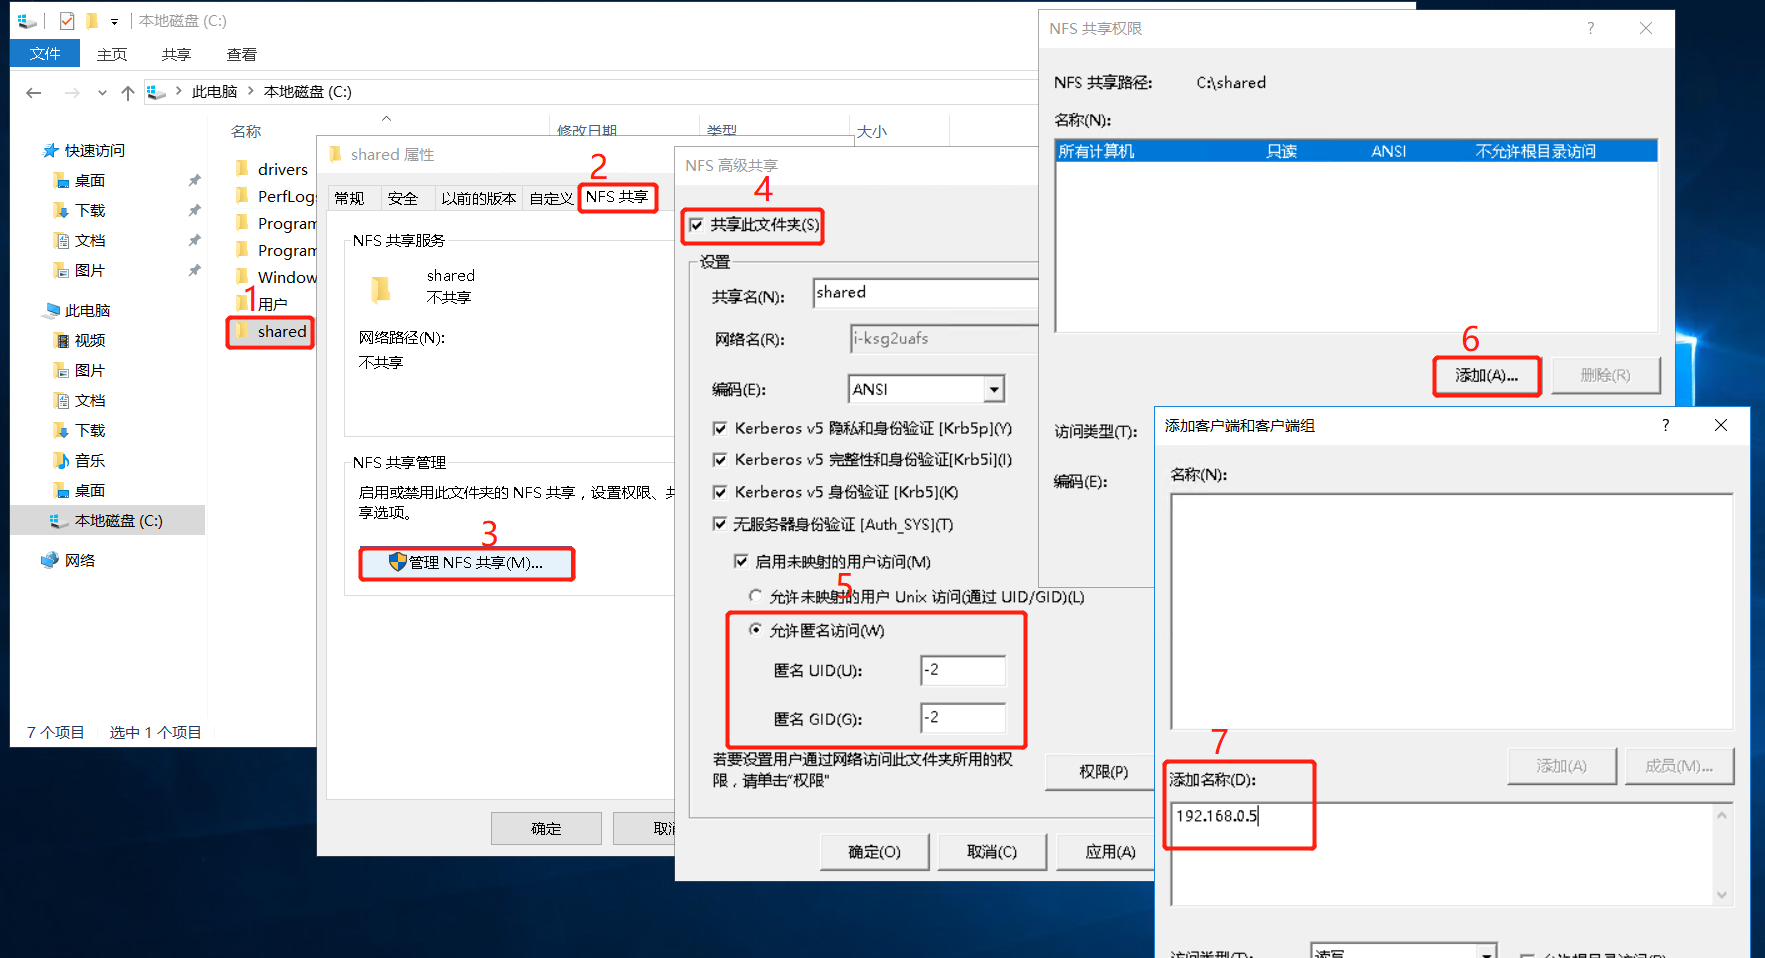 本地磁盘 (C:)
文件 主页 共享 查看
此电脑 本地磁盘 (C:)
名称 修改日期 类型 大小
快速访问
桌面
下载
文档
图片
此电脑
视频
图片
文档
下载
音乐
桌面
本地磁盘 (C:)
网络
drivers
PerfLogs
Program
Program
Window
用户
1
shared
7 个项目 选中 1 个项目
shared 属性
2
常规 安全 以前的版本 自定义 NFS 共享
NFS 共享服务
shared
不共享
网络路径(N):
不共享
NFS 共享管理
启用或禁用此文件夹的 NFS 共享，设置权限、共
享选项。
3
管理 NFS 共享(M)...
确定 取消
NFS 高级共享
4
共享此文件夹(S)
设置
共享名(N): shared
网络名(R): i-ksg2uafs
编码(E): ANSI
Kerberos v5 隐私和身份验证 [Krb5p](Y)
Kerberos v5 完整性和身份验证[Krb5i](I)
Kerberos v5 身份验证 [Krb5](K)
无服务器身份验证 [Auth_SYS](T)
启用未映射的用户访问(M)
5
允许未映射的用户 Unix 访问(通过 UID/GID)(L)
允许匿名访问(W)
匿名 UID(U): -2
匿名 GID(G): -2
若要设置用户通过网络访问此文件夹所用的权
限，请单击“权限”
权限(P)
确定(O) 取消(C) 应用(A)
NFS 共享权限
NFS 共享路径: C:\shared
名称(N):
所有计算机 只读 ANSI 不允许根目录访问
6
添加(A)... 删除(R)
访问类型(T):
编码(E):
添加客户端和客户端组
名称(N):
添加(A) 成员(M)...
7
添加名称(D):
192.168.0.5
访问类型(T): 读写 允许根目录访问(R)